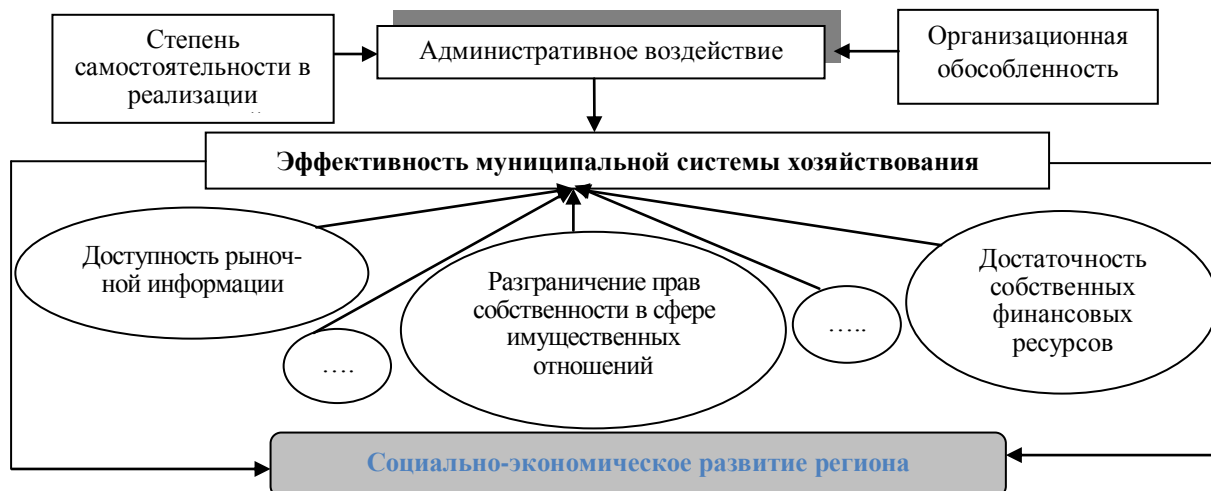 Степень
самостоятельности в
реализации
Административное воздействие
Организационная
обособленность
Эффективность муниципальной системы хозяйствования
Доступность рыноч-
ной информации
….
Разграничение прав
собственности в сфере
имущественных
отношений
…..
Достаточность
собственных
финансовых
ресурсов
Социально-экономическое развитие региона